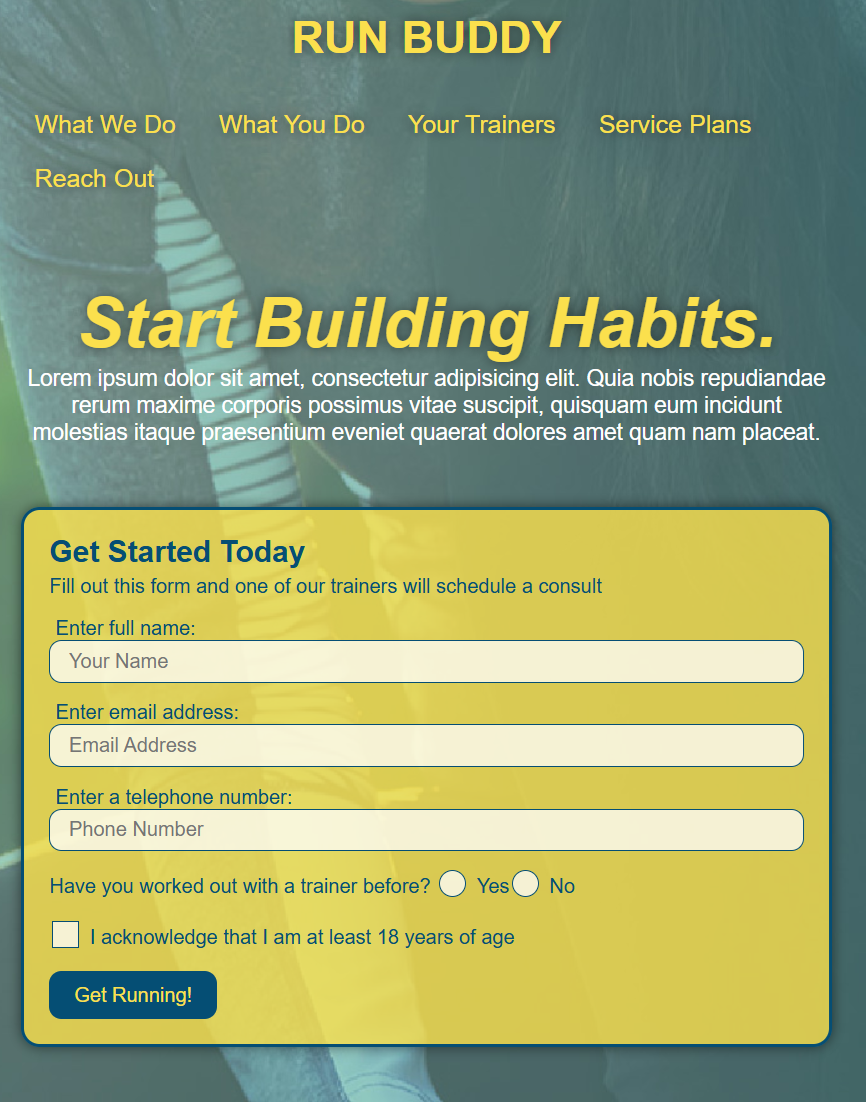 RUN BUDDY
What We Do What You Do Your Trainers Service Plans
Reach Out
Start Building Habits.
Lorem ipsum dolor sit amet, consectetur adipisicing elit. Quia nobis repudiandae
rerum maxime corporis possimus vitae suscipit, quisquam eum incidunt
molestias itaque praesentium eveniet quaerat dolores amet quam nam placeat.
Get Started Today
Fill out this form and one of our trainers will schedule a consult
Enter full name:
Your Name
Enter email address:
Email Address
Enter a telephone number:
Phone Number
Have you worked out with a trainer before? Yes No
I acknowledge that I am at least 18 years of age
Get Running!